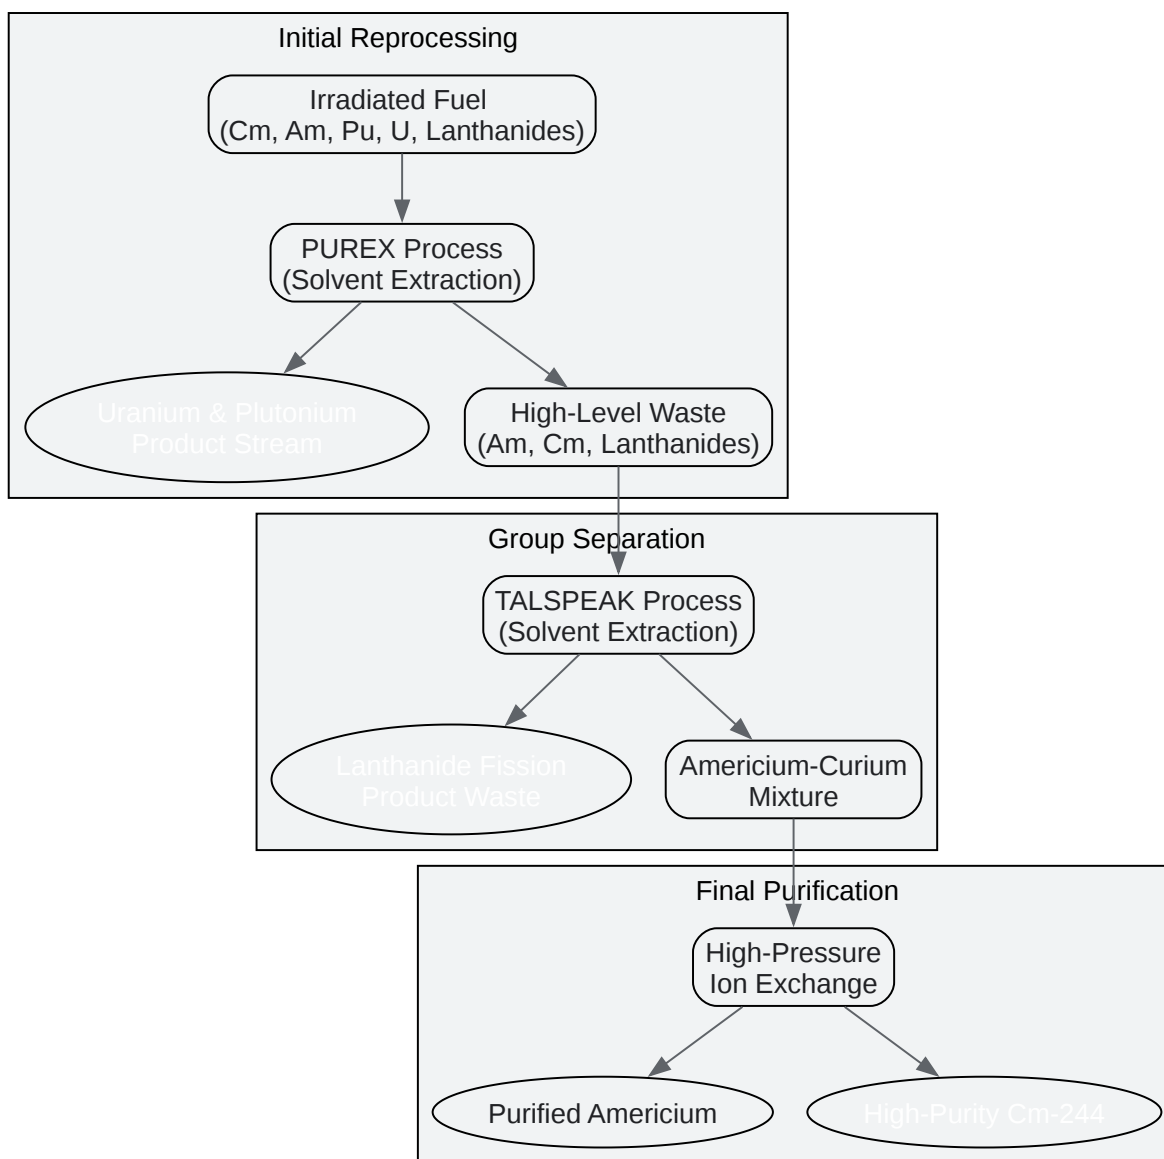 Initial Reprocessing
Irradiated Fuel
(Cm, Am, Pu, U, Lanthanides)
PUREX Process
(Solvent Extraction)
Uranium & Plutonium
Product Stream
High-Level Waste
(Am, Cm, Lanthanides)
Group Separation
TALSPEAK Process
(Solvent Extraction)
Lanthanide Fission
Product Waste
Americium-Curium
Mixture
Final Purification
High-Pressure
Ion Exchange
Purified Americium
High-Purity Cm-244